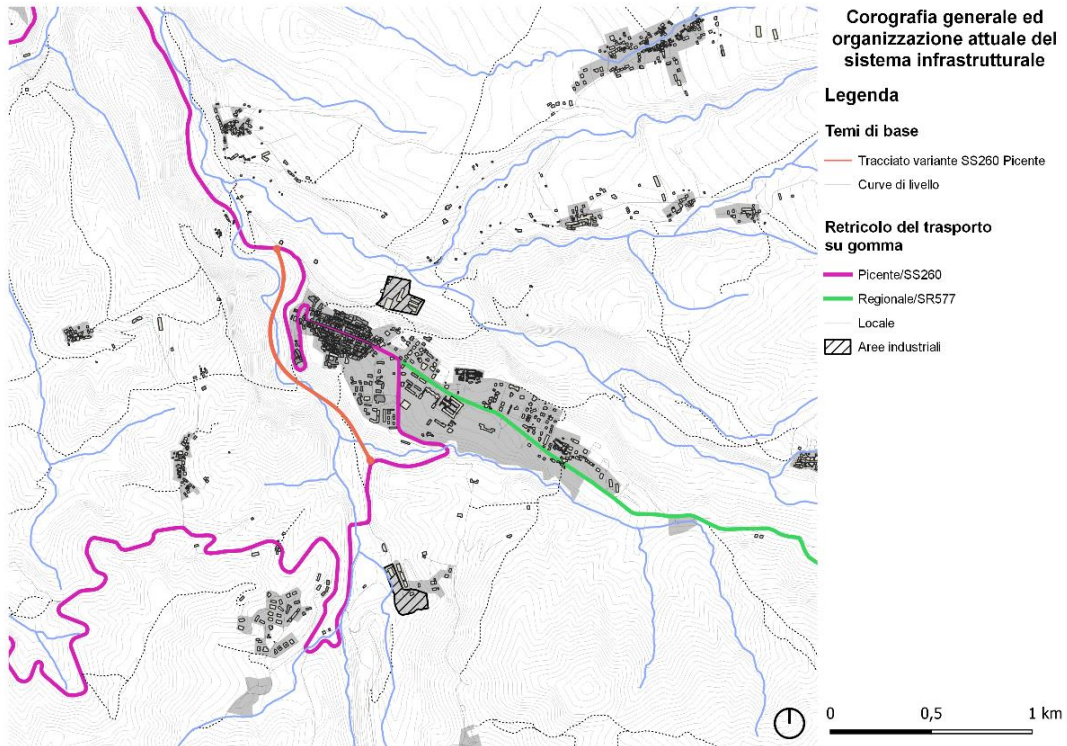 Corografia generale ed
organizzazione attuale del
sistema infrastrutturale
Legenda
Temi di base
Tracciato variante SS260 Picente
Curve di livello
Retricolo del trasporto
su gomma
Picente/SS260
Regionale/SR577
Locale
Aree industriali
0 0,5 1 km